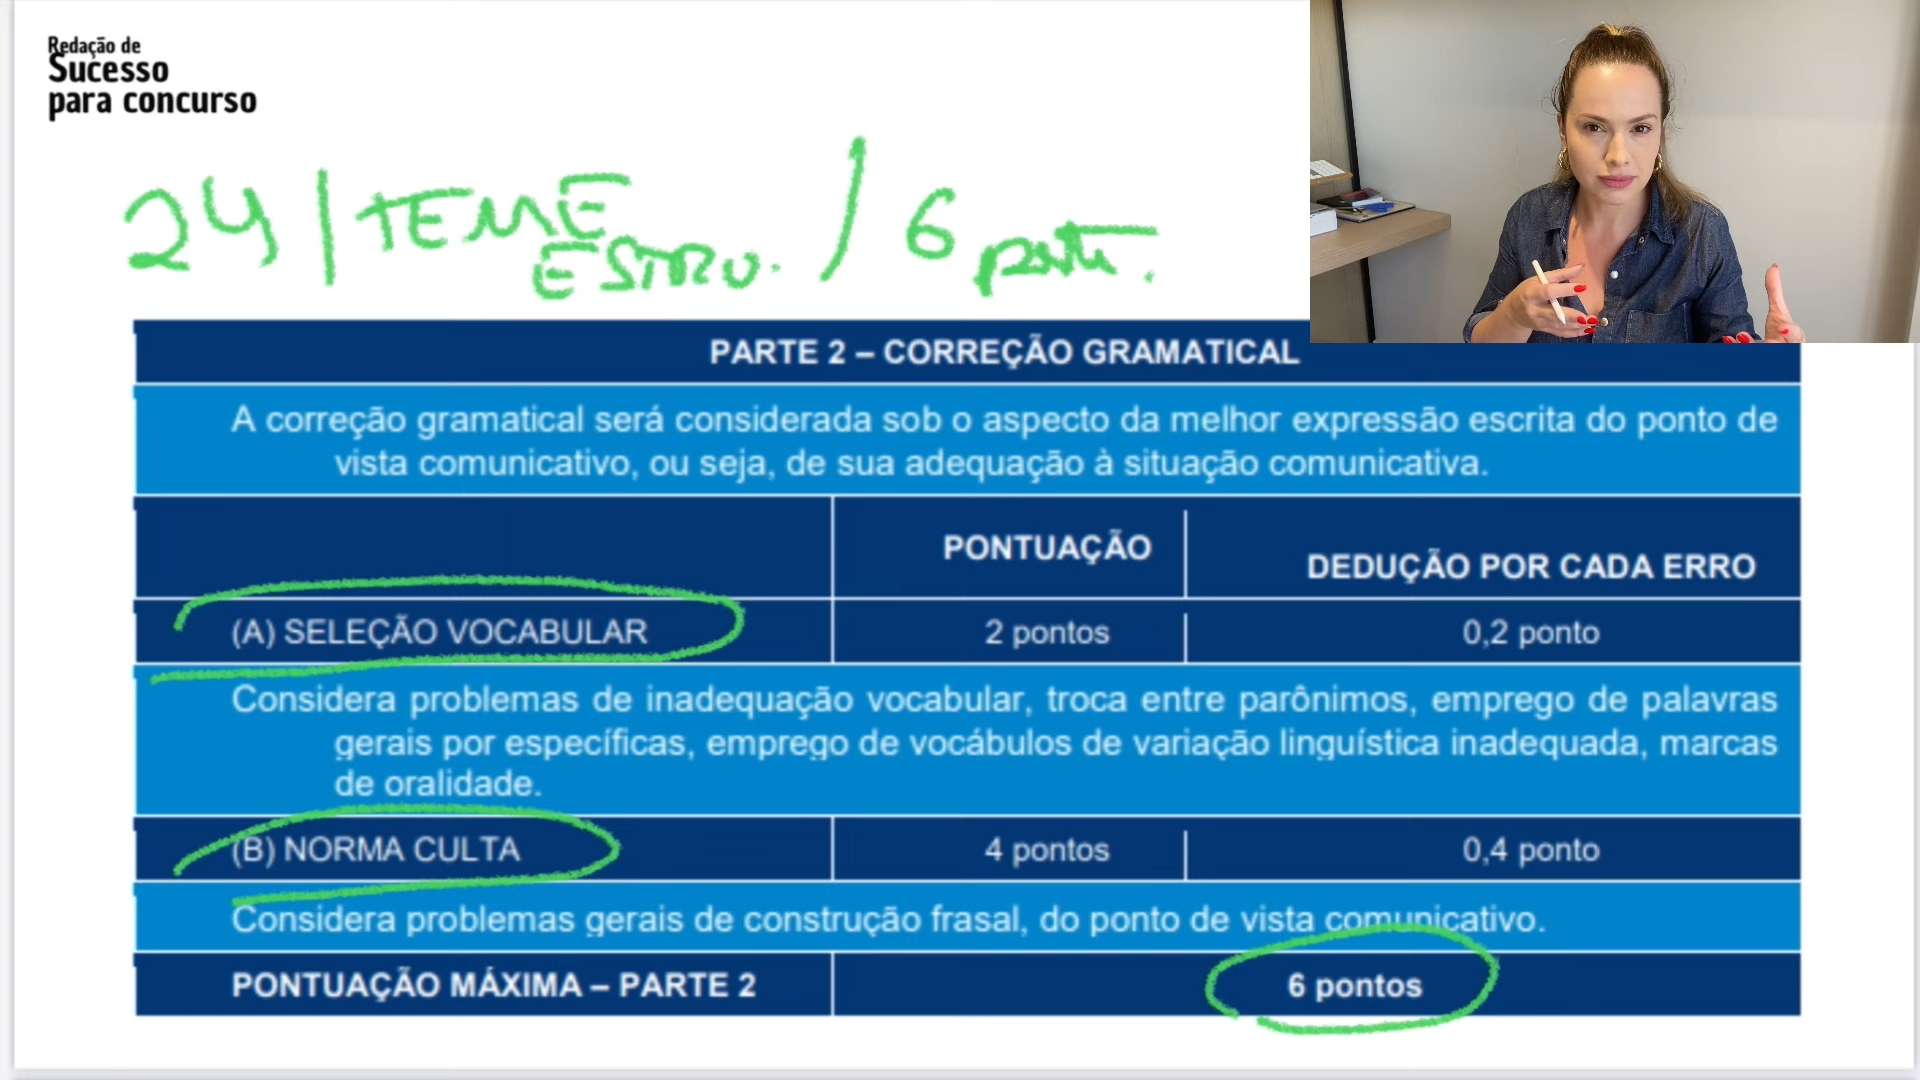 Redação de
Sucesso
para concurso
24 | TEMA E / 6
ESTRU.
PARTE 2 – CORREÇÃO GRAMATICAL
A correção gramatical será considerada sob o aspecto da melhor expressão escrita do ponto de
vista comunicativo, ou seja, de sua adequação à situação comunicativa.
PONTUAÇÃO
DEDUÇÃO POR CADA ERRO
(A) SELEÇÃO VOCABULAR 2 pontos 0,2 ponto
Considera problemas de inadequação vocabular, troca entre parônimos, emprego de palavras
gerais por específicas, emprego de vocábulos de variação linguística inadequada, marcas
de oralidade.
(B) NORMA CULTA 4 pontos 0,4 ponto
Considera problemas gerais de construção frasal, do ponto de vista comunicativo.
PONTUAÇÃO MÁXIMA – PARTE 2 6 pontos